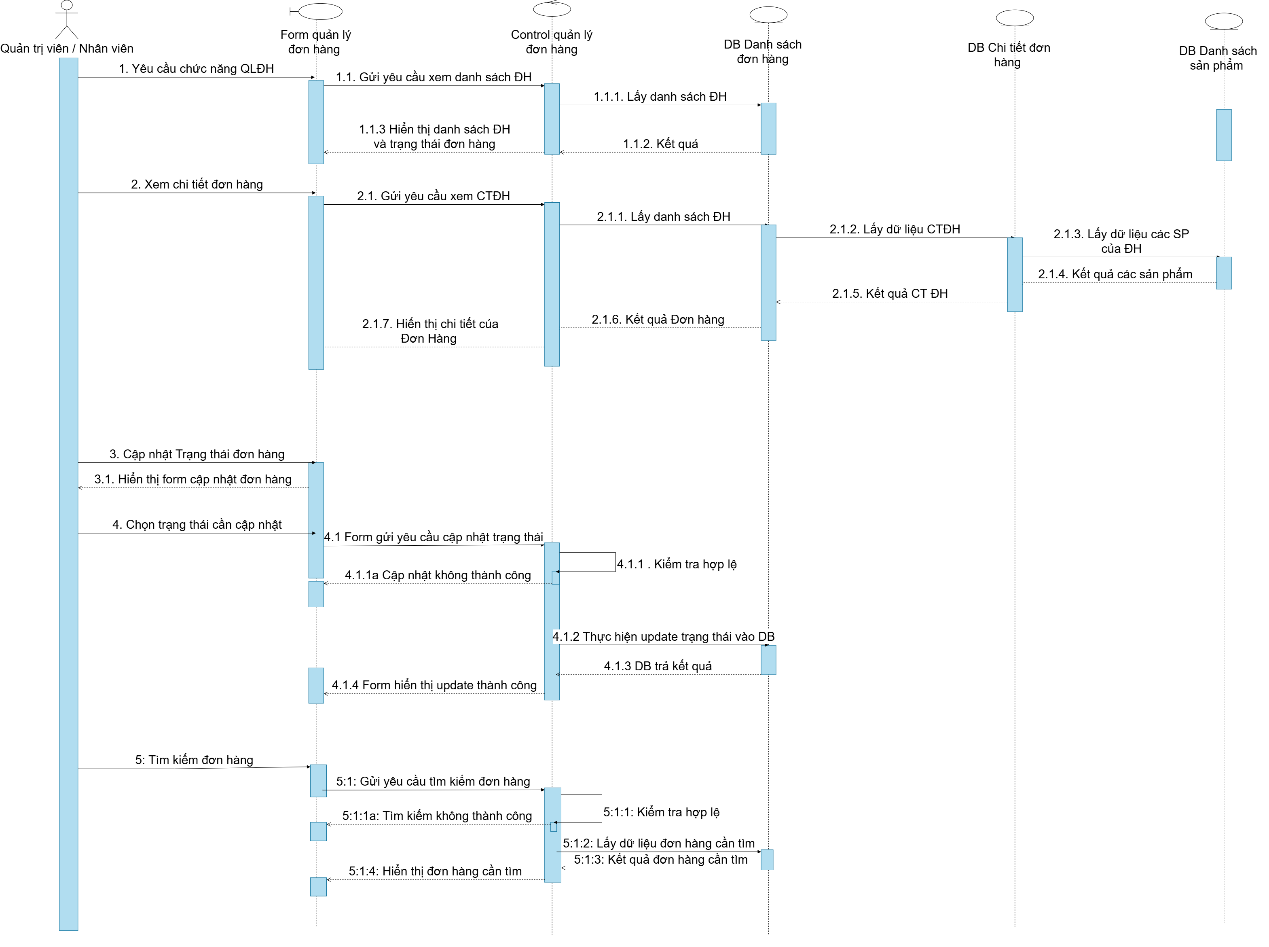 Quản trị viên / Nhân viên
Form quản lý
đơn hàng
Control quản lý
đơn hàng
DB Danh sách
đơn hàng
DB Chi tiết đơn
hàng
DB Danh sách
sản phẩm
1. Yêu cầu chức năng QLĐH
1.1. Gửi yêu cầu xem danh sách ĐH
1.1.1. Lấy danh sách ĐH
1.1.3 Hiển thị danh sách ĐH
và trạng thái đơn hàng
1.1.2. Kết quả
2. Xem chi tiết đơn hàng
2.1. Gửi yêu cầu xem CTĐH
2.1.1. Lấy danh sách ĐH
2.1.2. Lấy dữ liệu CTĐH
2.1.3. Lấy dữ liệu các SP
của ĐH
2.1.4. Kết quả các sản phẩm
2.1.5. Kết quả CT ĐH
2.1.6. Kết quả Đơn hàng
2.1.7. Hiển thị chi tiết của
Đơn Hàng
3. Cập nhật Trạng thái đơn hàng
3.1. Hiển thị form cập nhật đơn hàng
4. Chọn trạng thái cần cập nhật
4.1 Form gửi yêu cầu cập nhật trạng thái
4.1.1 . Kiểm tra hợp lệ
4.1.1a Cập nhật không thành công
4.1.2 Thực hiện update trạng thái vào DB
4.1.3 DB trả kết quả
4.1.4 Form hiển thị update thành công
5: Tìm kiếm đơn hàng
5:1: Gửi yêu cầu tìm kiếm đơn hàng
5:1:1: Kiểm tra hợp lệ
5:1:1a: Tìm kiếm không thành công
5:1:2: Lấy dữ liệu đơn hàng cần tìm
5:1:3: Kết quả đơn hàng cần tìm
5:1:4: Hiển thị đơn hàng cần tìm